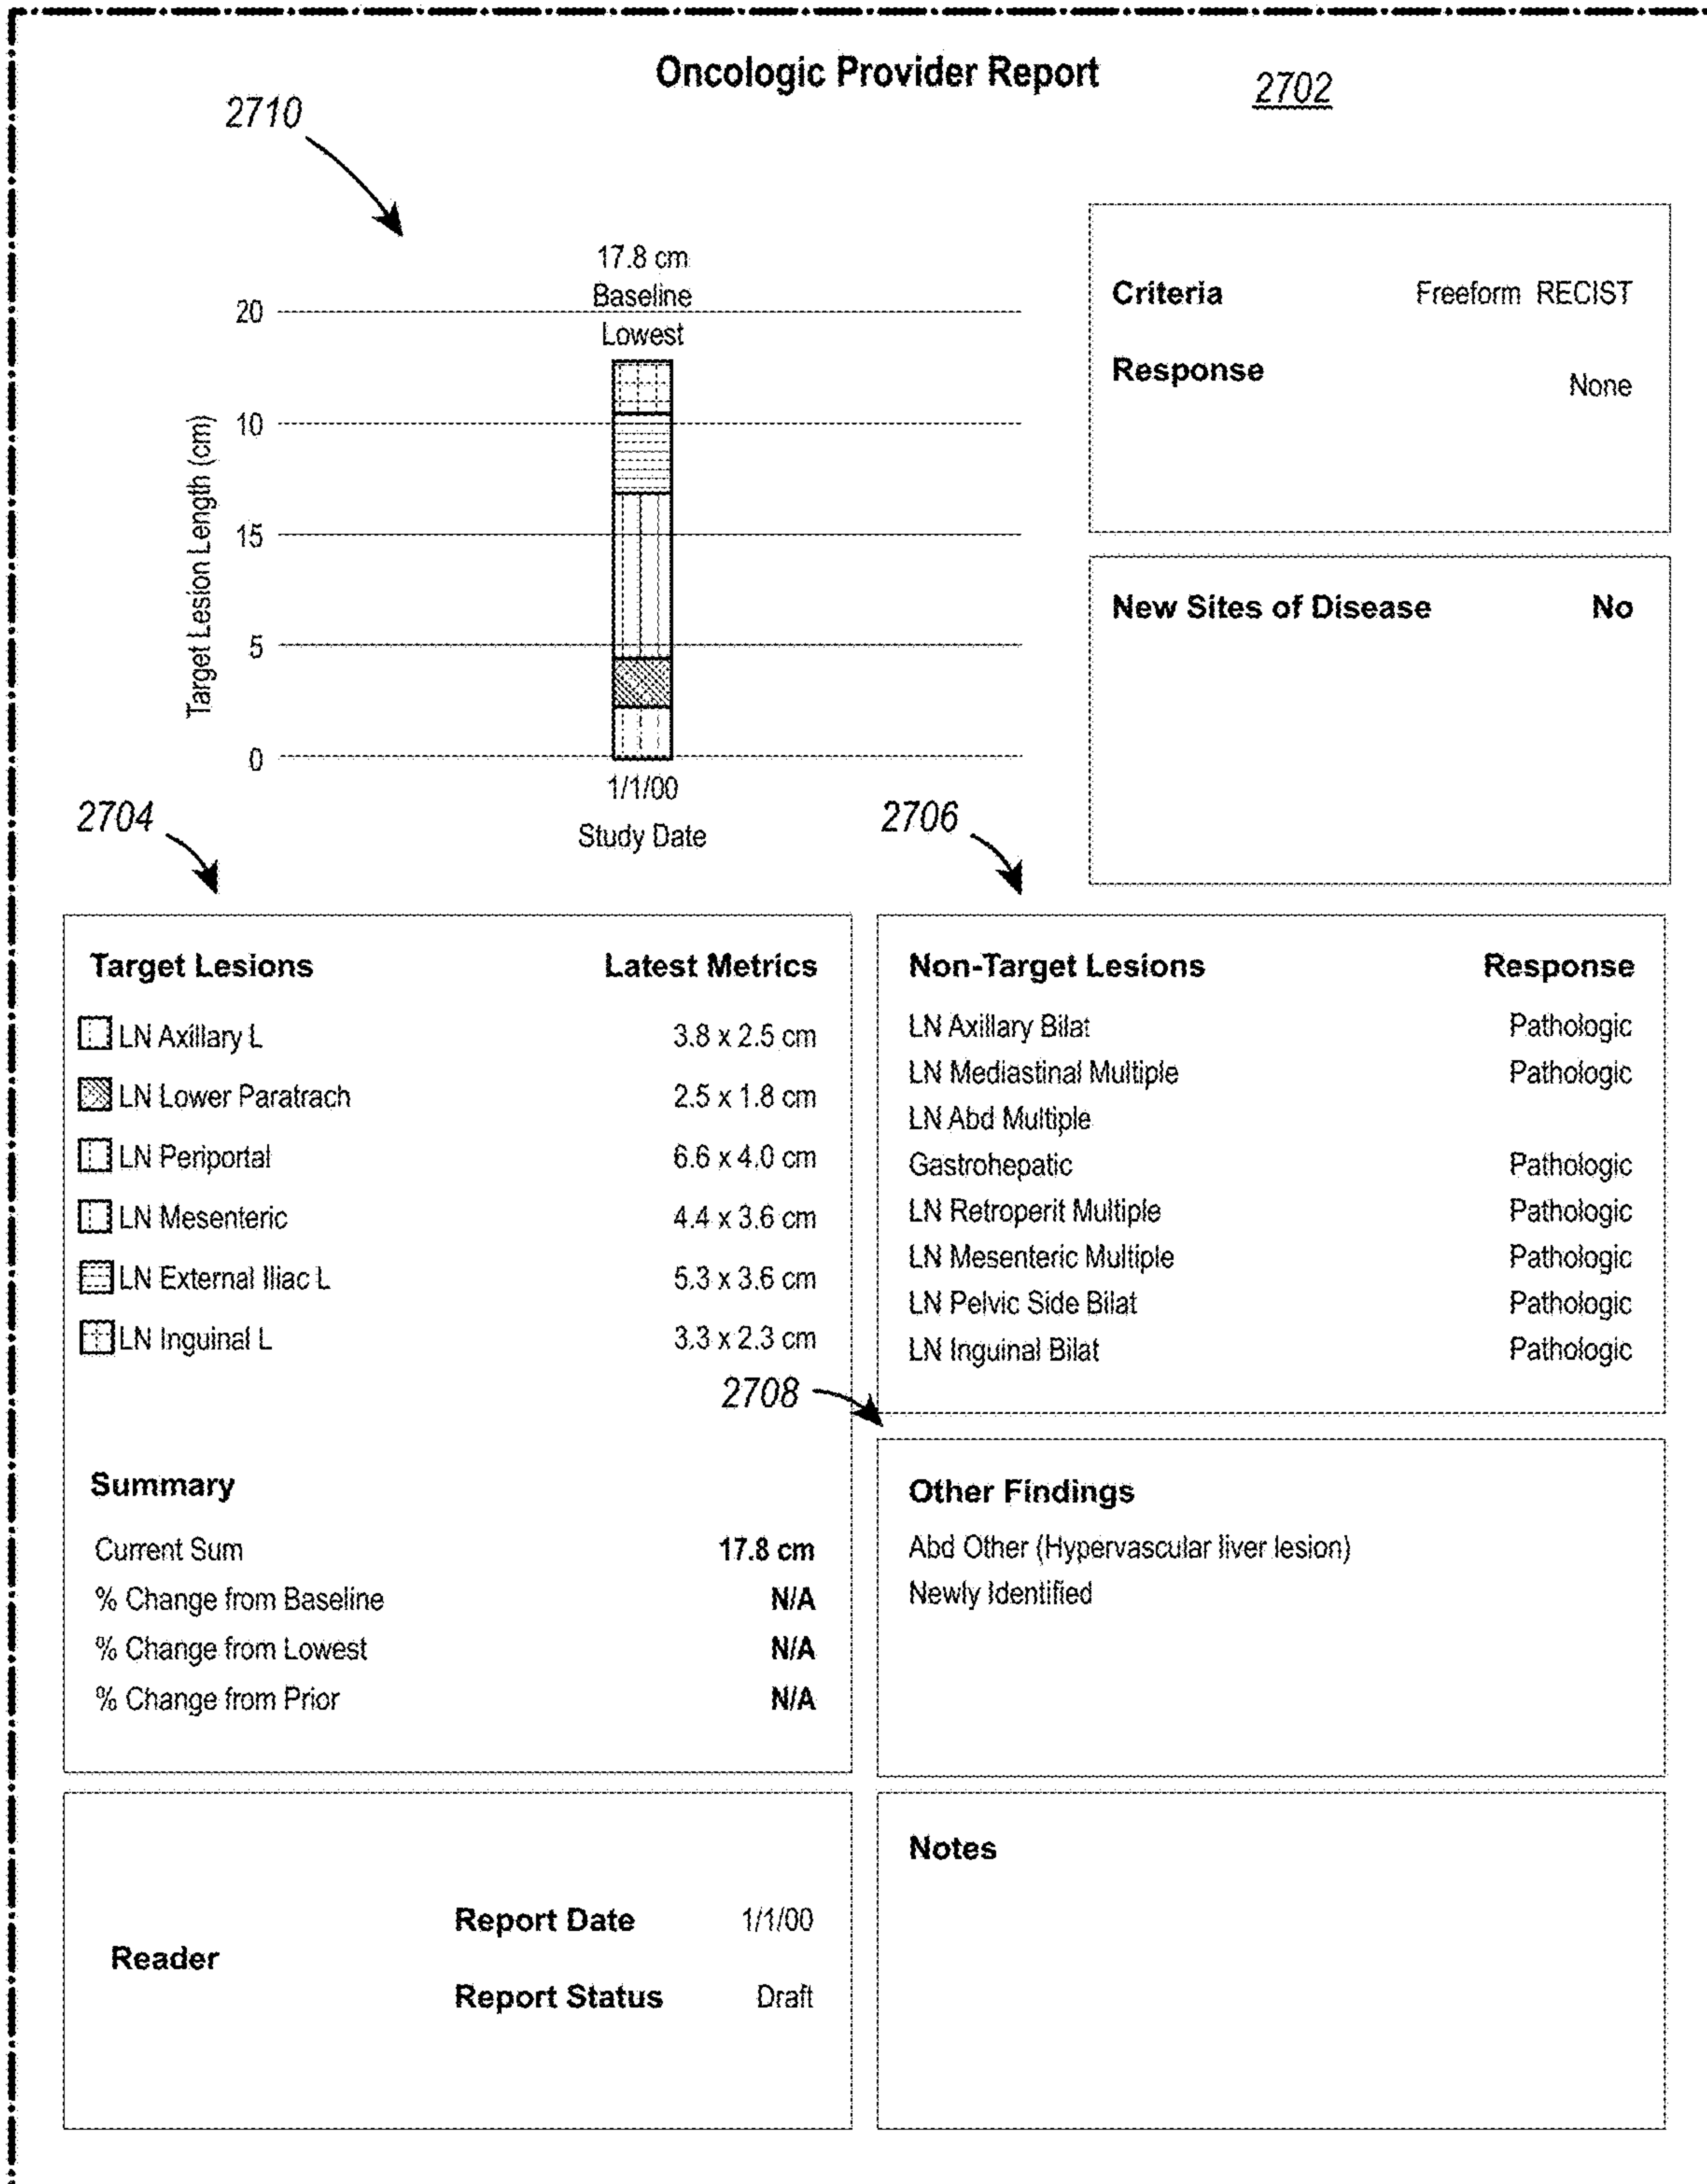 Oncologic Provider Report
2702
2710
17.8 cm
Baseline
Lowest
20
10
15
5
0
Target Lesion Length (cm)
1/1/00
Study Date
Criteria Freeform RECIST
Response None
New Sites of Disease No
2704
2706
Target Lesions Latest Metrics
LN Axillary L 3.8 x 2.5 cm
LN Lower Paratrach 2.5 x 1.8 cm
LN Periportal 6.6 x 4.0 cm
LN Mesenteric 4.4 x 3.6 cm
LN External Iliac L 5.3 x 3.6 cm
LN Inguinal L 3.3 x 2.3 cm
Summary
Current Sum 17.8 cm
% Change from Baseline N/A
% Change from Lowest N/A
% Change from Prior N/A
Non-Target Lesions Response
LN Axillary Bilat Pathologic
LN Mediastinal Multiple Pathologic
LN Abd Multiple
Gastrohepatic Pathologic
LN Retroperit Multiple Pathologic
LN Mesenteric Multiple Pathologic
LN Pelvic Side Bilat Pathologic
LN Inguinal Bilat Pathologic
2708
Other Findings
Abd Other (Hypervascular liver lesion)
Newly Identified
Reader
Report Date 1/1/00
Report Status Draft
Notes